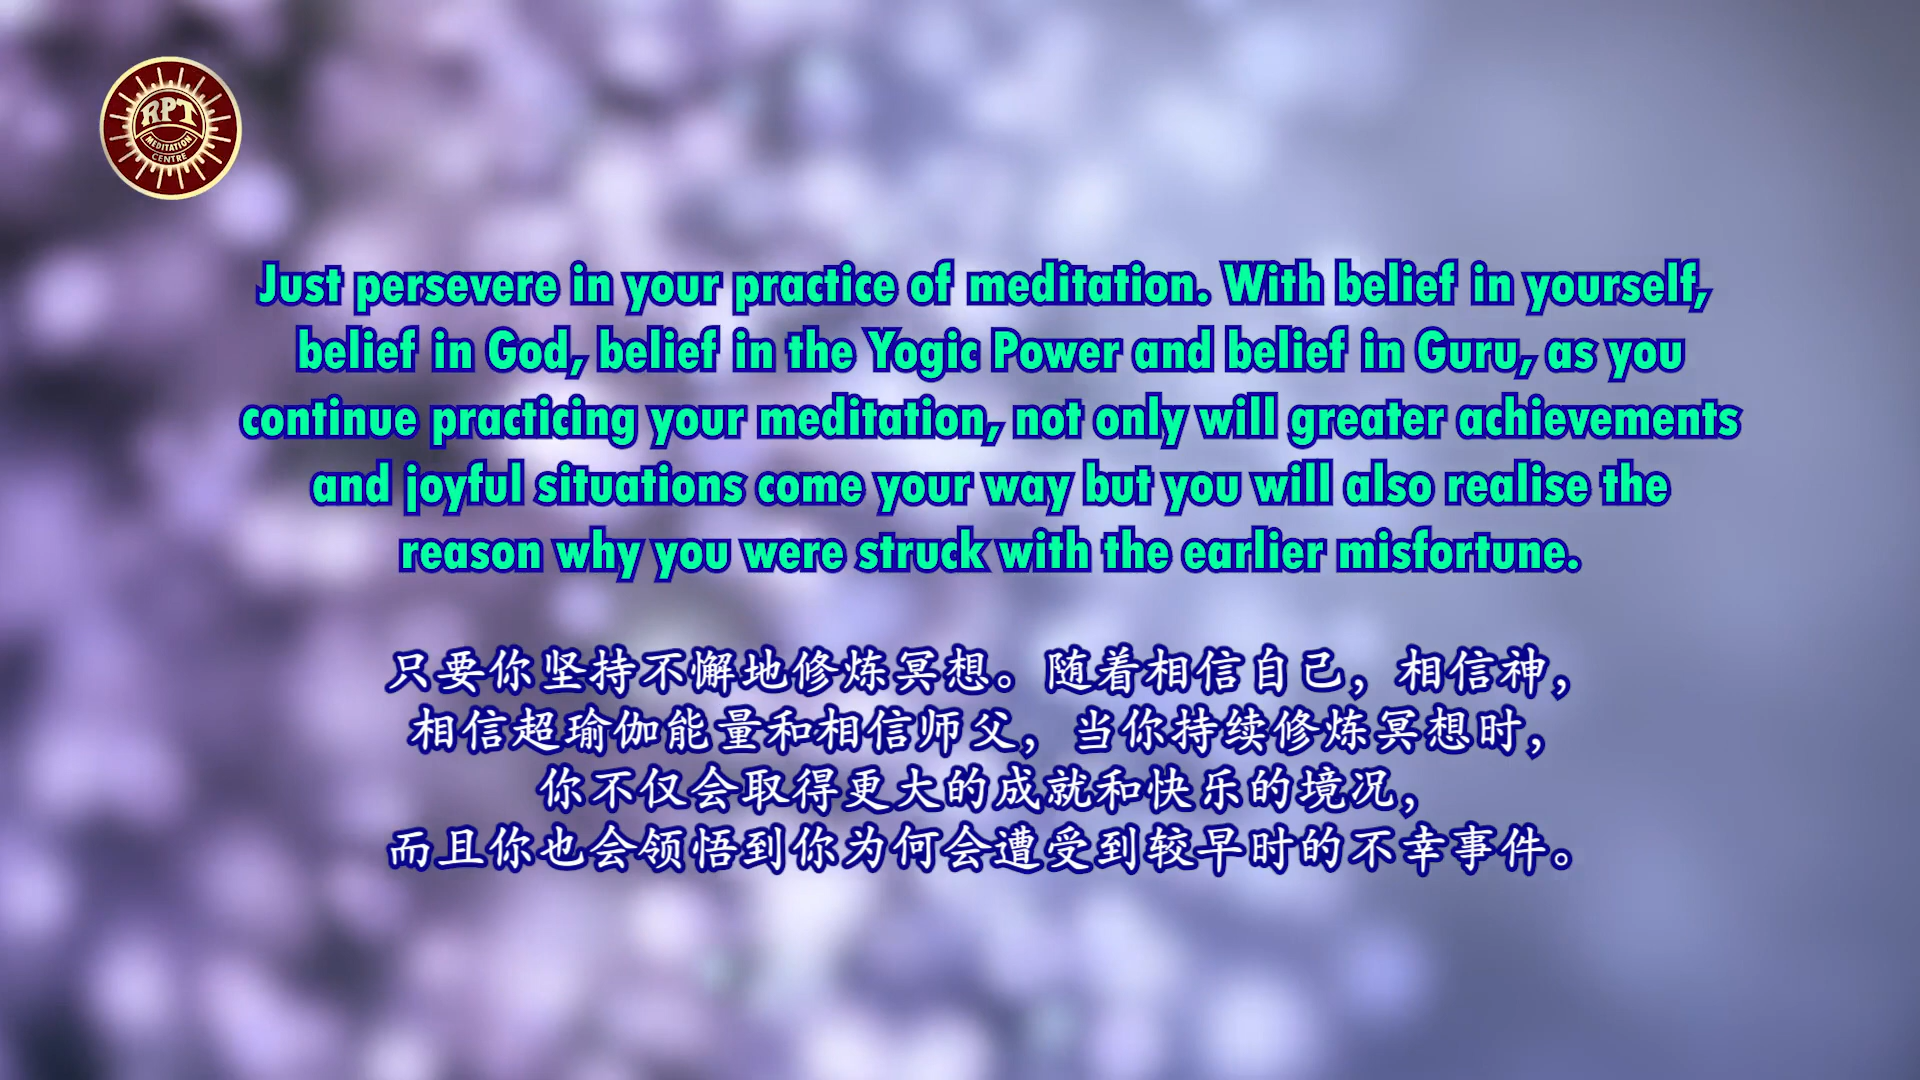 RPT
MEDITATION
CENTRE
Just persevere in your practice of meditation. With belief in yourself,
belief in God, belief in the Yogic Power and belief in Guru, as you
continue practicing your meditation, not only will greater achievements
and joyful situations come your way but you will also realise the
reason why you were struck with the earlier misfortune.
只要你坚持不懈地修炼冥想。随着相信自己，相信神，
相信超瑜伽能量和相信师父，当你持续修炼冥想时，
你不仅会取得更大的成就和快乐的境况，
而且你也会领悟到你为何会遭受到较早时的不幸事件。